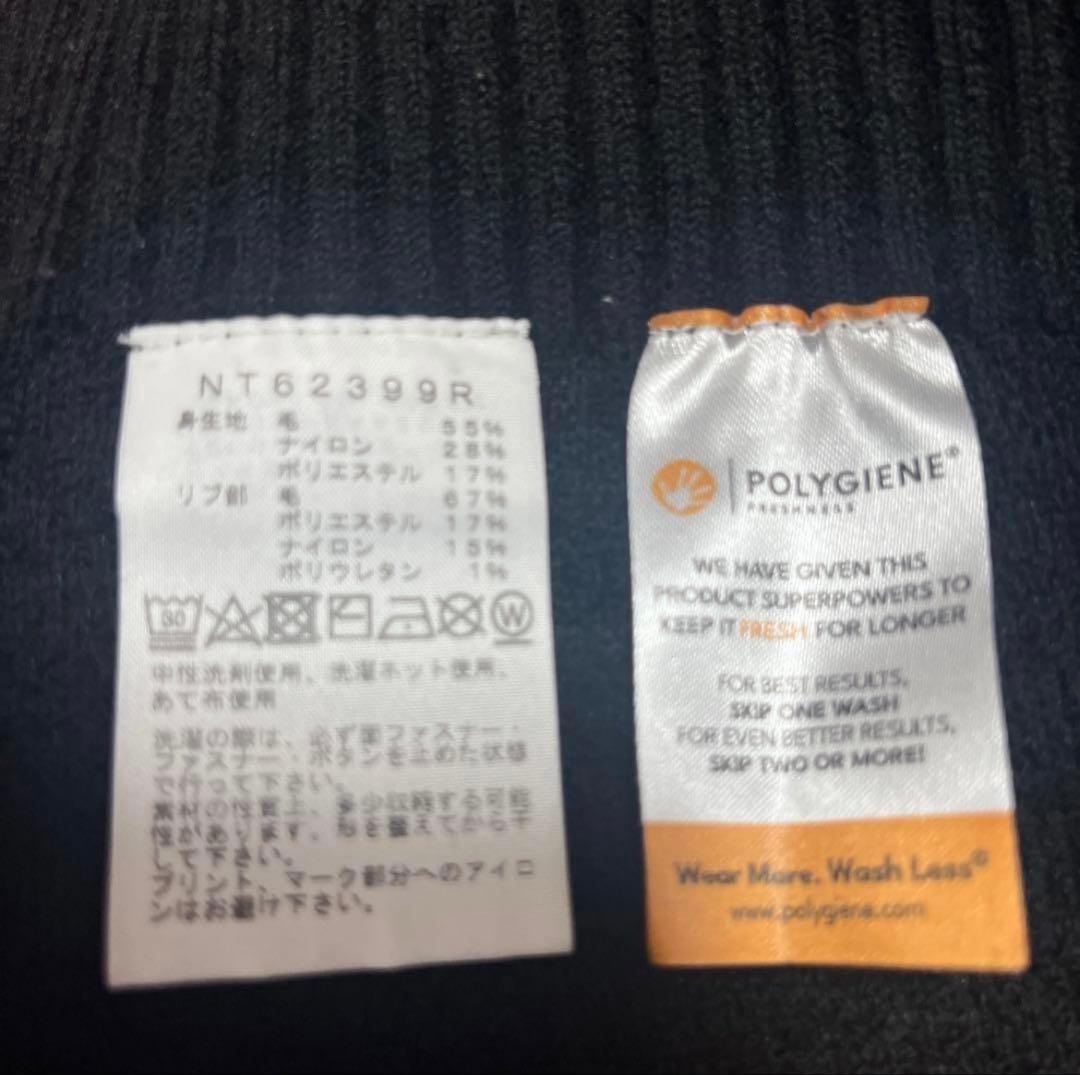 NT62399R
身生地 毛 55%
ナイロン 28%
ポリエステル 17%
リブ部 毛 67%
ポリエステル 17%
ナイロン 15%
ポリウレタン 1%
30 W
中性洗剤使用、洗濯ネット使用、
あて布使用
洗濯の際は、必ず面ファスナー・
ファスナー・ボタンを止めた状態
で行って下さい。
素材の性質上、多少収縮する可能
性があります、形を整えてから干
して下さい。
プリント、マーク部分へのアイロ
ンはお避け下さい。
POLYGIENE®
FRESHNESS
WE HAVE GIVEN THIS
PRODUCT SUPERPOWERS TO
KEEP IT FRESH FOR LONGER
FOR BEST RESULTS,
SKIP ONE WASH
FOR EVEN BETTER RESULTS,
SKIP TWO OR MORE!
Wear More. Wash Less®
www.polygiene.com